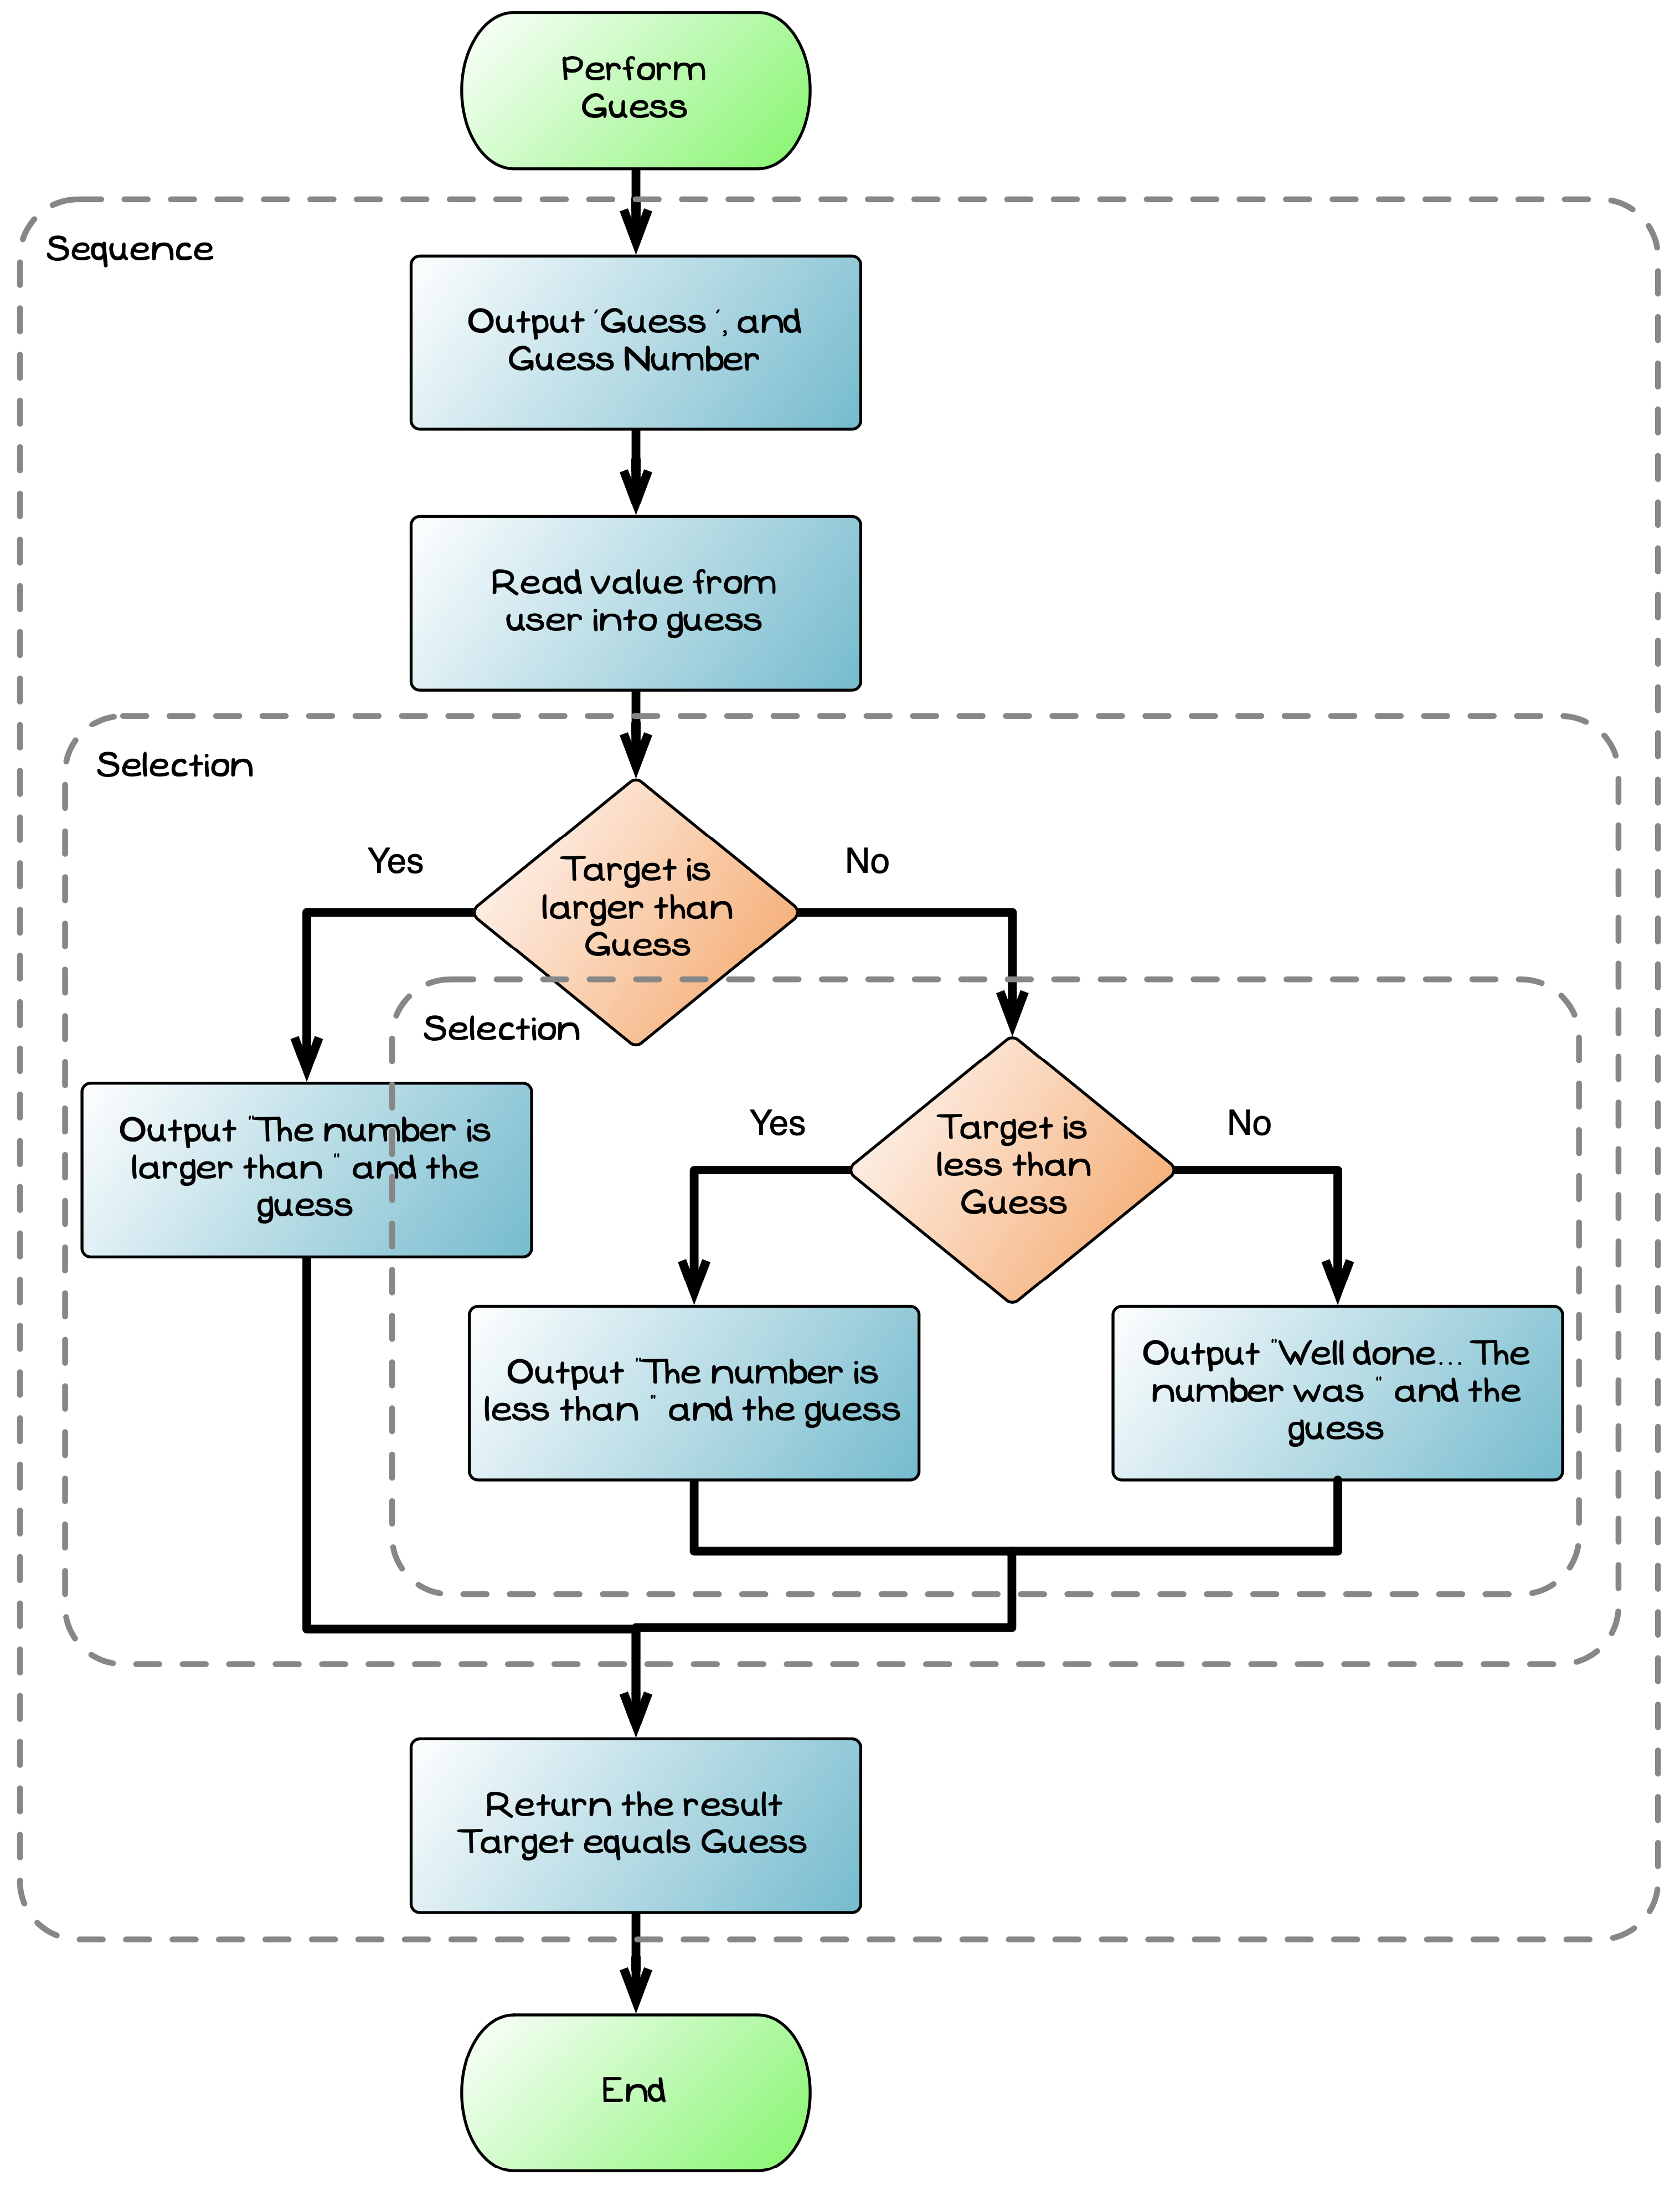 Perform
Guess
Sequence
Output 'Guess ', and
Guess Number
Read value from
user into guess
Selection
Yes
No
Target is
larger than
Guess
Selection
Output "The number is
larger than " and the
guess
Yes
No
Target is
less than
Guess
Output "The number is
less than " and the guess
Output "Well done... The
number was " and the
guess
Return the result
Target equals Guess
End